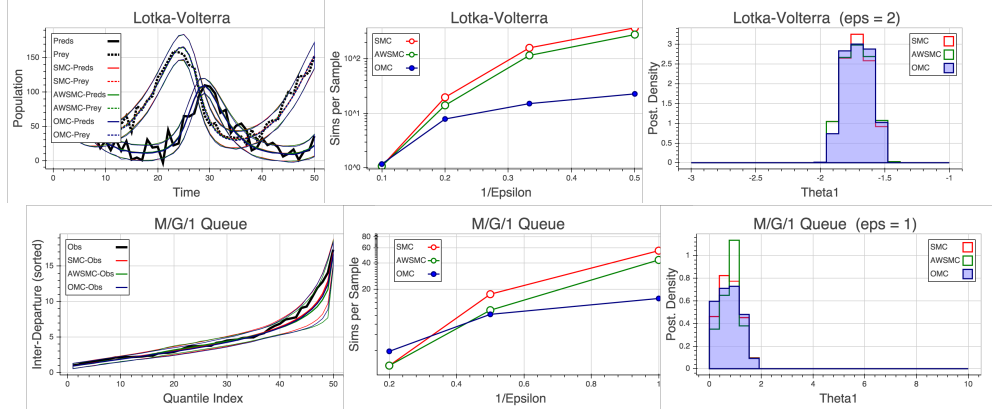 Lotka-Volterra
Population
150
100
50
0
Preds
Prey
SMC-Preds
SMC-Prey
AWSMC-Preds
AWSMC-Prey
OMC-Preds
OMC-Prey
10
20
30
40
50
Time
Lotka-Volterra
Sims per Sample
10^2
10^1
10^0
SMC
AWSMC
OMC
0.1
0.2
0.3
0.4
0.5
1/Epsilon
Lotka-Volterra (eps = 2)
Post. Density
3
2.5
2
1.5
1
0.5
0
SMC
AWSMC
OMC
-3
-2.5
-2
-1.5
-1
Theta1
M/G/1 Queue
Inter-Departure (sorted)
15
10
5
0
Obs
SMC-Obs
AWSMC-Obs
OMC-Obs
0
10
20
30
40
50
Quantile Index
M/G/1 Queue
Sims per Sample
80
60
40
20
SMC
AWSMC
OMC
0.2
0.4
0.6
0.8
1
1/Epsilon
M/G/1 Queue (eps = 1)
Post. Density
1
0.8
0.6
0.4
0.2
0
SMC
AWSMC
OMC
0
2
4
6
8
10
Theta1